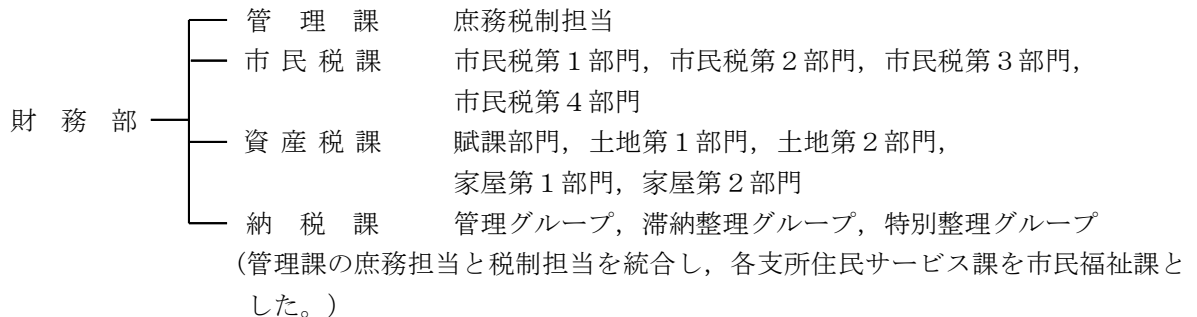 管理課 庶務税制担当
市民税課 市民税第1部門，市民税第2部門，市民税第3部門，
市民税第4部門
財務部
資産税課 賦課部門，土地第1部門，土地第2部門，
家屋第1部門，家屋第2部門
納税課 管理グループ，滞納整理グループ，特別整理グループ
(管理課の庶務担当と税制担当を統合し，各支所住民サービス課を市民福祉課と
した。)